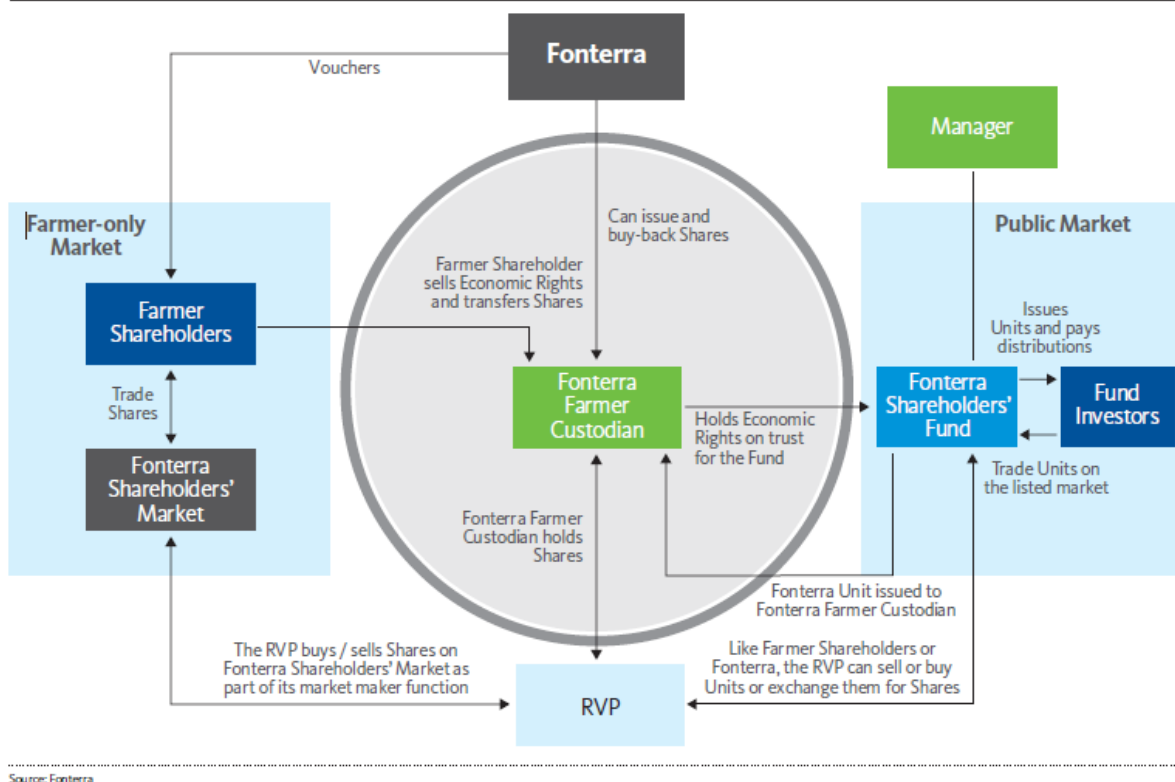 Fonterra
Vouchers
Manager
Farmer-only
Market
Public Market
Can issue and
buy-back Shares
Farmer Shareholder
sells Economic Rights
and transfers Shares
Farmer
Shareholders
Issues
Units and pays
distributions
Trade
Shares
Fonterra
Farmer
Custodian
Fonterra
Shareholders’
Fund
Fund
Investors
Holds Economic
Rights on trust
for the Fund
Fonterra
Shareholders’
Market
Trade Units on
the listed market
Fonterra Farmer
Custodian holds
Shares
Fonterra Unit issued to
Fonterra Farmer Custodian
The RVP buys / sells Shares on
Fonterra Shareholders’ Market as
part of its market maker function
Like Farmer Shareholders or
Fonterra, the RVP can sell or buy
Units or exchange them for Shares
RVP
Source: Fonterra